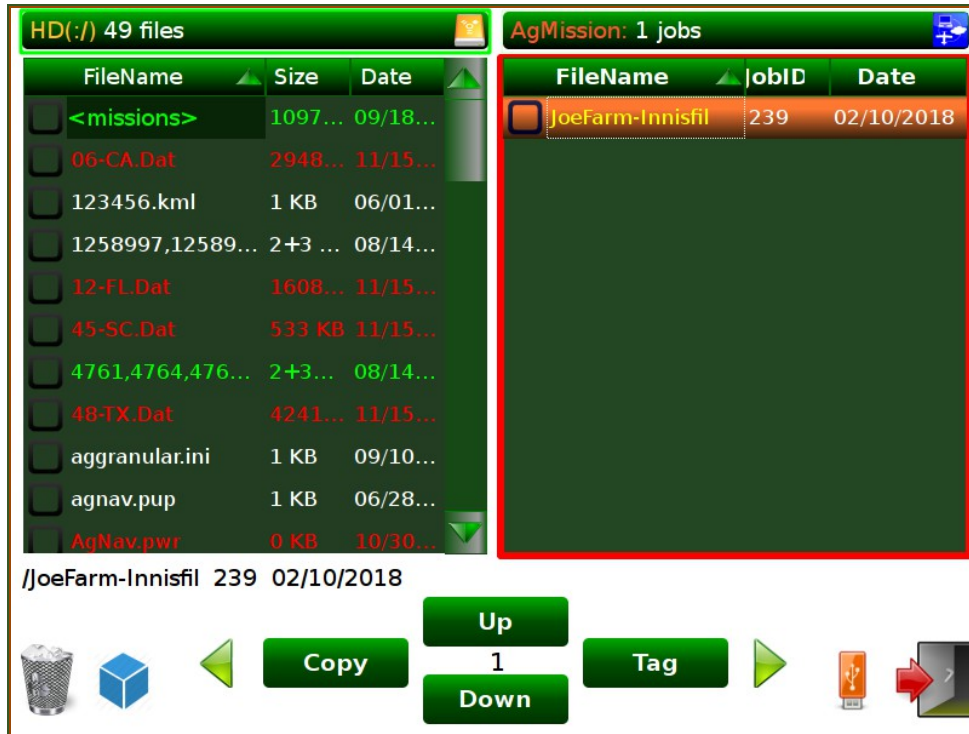 HD(:/) 49 files
FileName Size Date
<missions> 1097... 09/18...
06-CA.Dat 2948... 11/15...
123456.kml 1 KB 06/01...
1258997,12589... 2+3 ... 08/14...
12-FL.Dat 1608... 11/15...
45-SC.Dat 533 KB 11/15...
4761,4764,476... 2+3... 08/14...
48-TX.Dat 4241... 11/15...
aggranular.ini 1 KB 09/10...
agnav.pup 1 KB 06/28...
AgNav.pwr 0 KB 10/30...
AgMission: 1 jobs
FileName JobID Date
JoeFarm-Innisfil 239 02/10/2018
/JoeFarm-Innisfil 239 02/10/2018
Up
Copy 1 Tag
Down